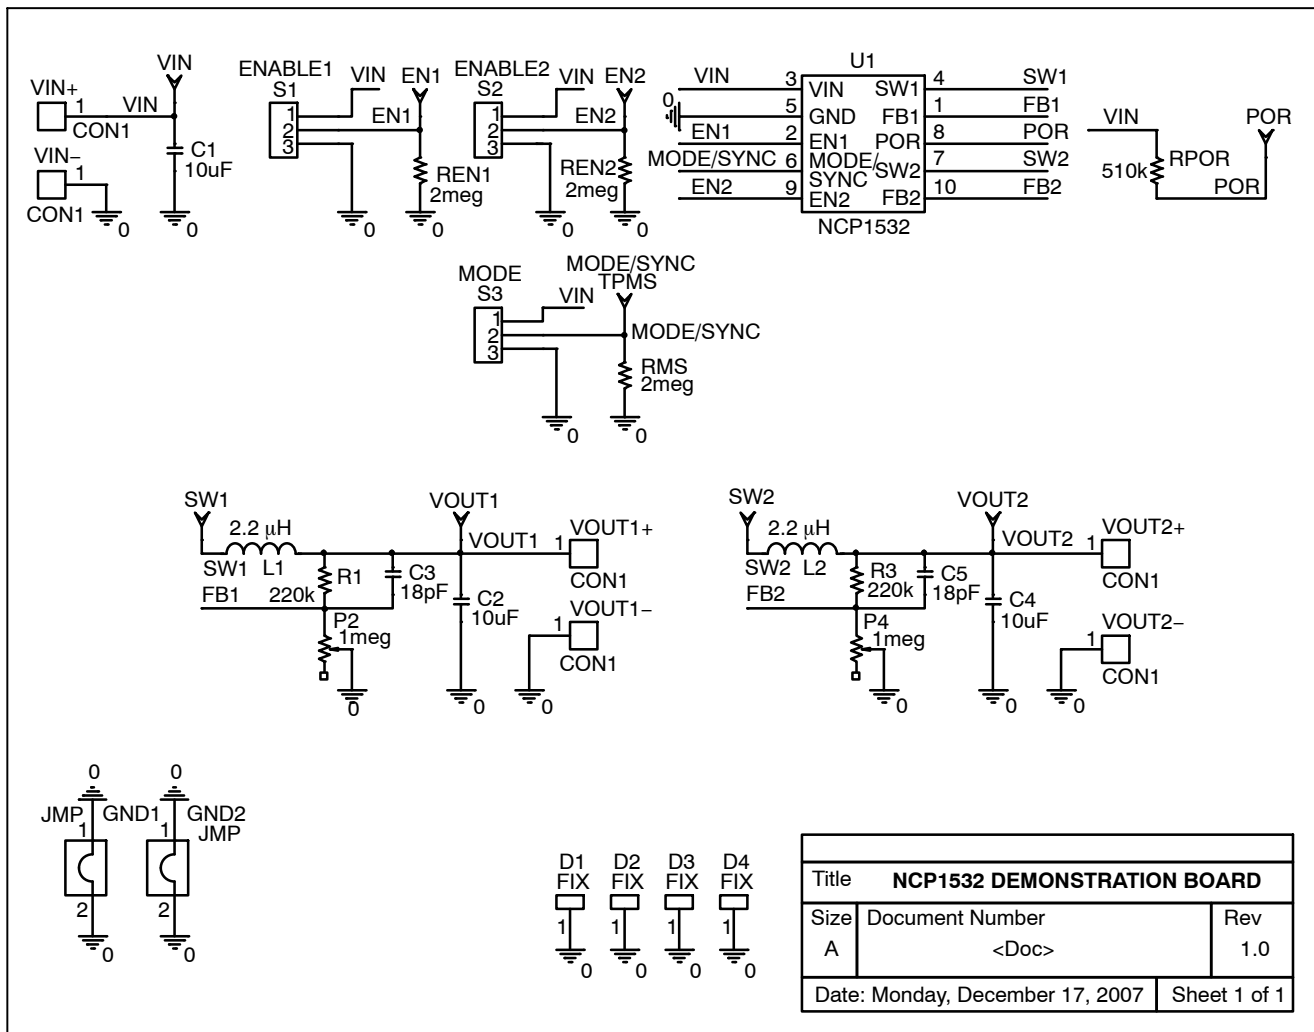 VIN
VIN+
1
VIN
CON1
VIN−
1
CON1
0
C1
10uF
0
ENABLE1
S1
VIN
EN1
1
2
3
EN1
REN1
2meg
0
0
ENABLE2
S2
VIN
EN2
1
2
3
EN2
REN2
2meg
0
0
U1
VIN 3 VIN SW1 4 SW1
0 5 GND FB1 1 FB1
EN1 2 EN1 POR 8 POR
MODE/SYNC 6 MODE/ SW2 7 SW2
SYNC
EN2 9 EN2 FB2 10 FB2
NCP1532
VIN
POR
RPOR
510k
POR
MODE
S3
VIN
MODE/SYNC
TPMS
1
2
3
MODE/SYNC
RMS
2meg
0
0
SW1
2.2 μH
SW1 L1
FB1
220k
R1
C3
18pF
P2
1meg
0
VOUT1
VOUT1
C2
10uF
0
1
VOUT1+
CON1
VOUT1−
1
CON1
0
SW2
2.2 μH
SW2 L2
FB2
R3
220k
C5
18pF
P4
1meg
0
VOUT2
VOUT2
C4
10uF
0
1
VOUT2+
CON1
VOUT2−
1
CON1
0
0
JMP GND1
1
2
0
0
GND2
JMP
1
2
0
D1 D2 D3 D4
FIX FIX FIX FIX
1 1 1 1
0 0 0 0
Title NCP1532 DEMONSTRATION BOARD
Size Document Number Rev
A <Doc> 1.0
Date: Monday, December 17, 2007 Sheet 1 of 1